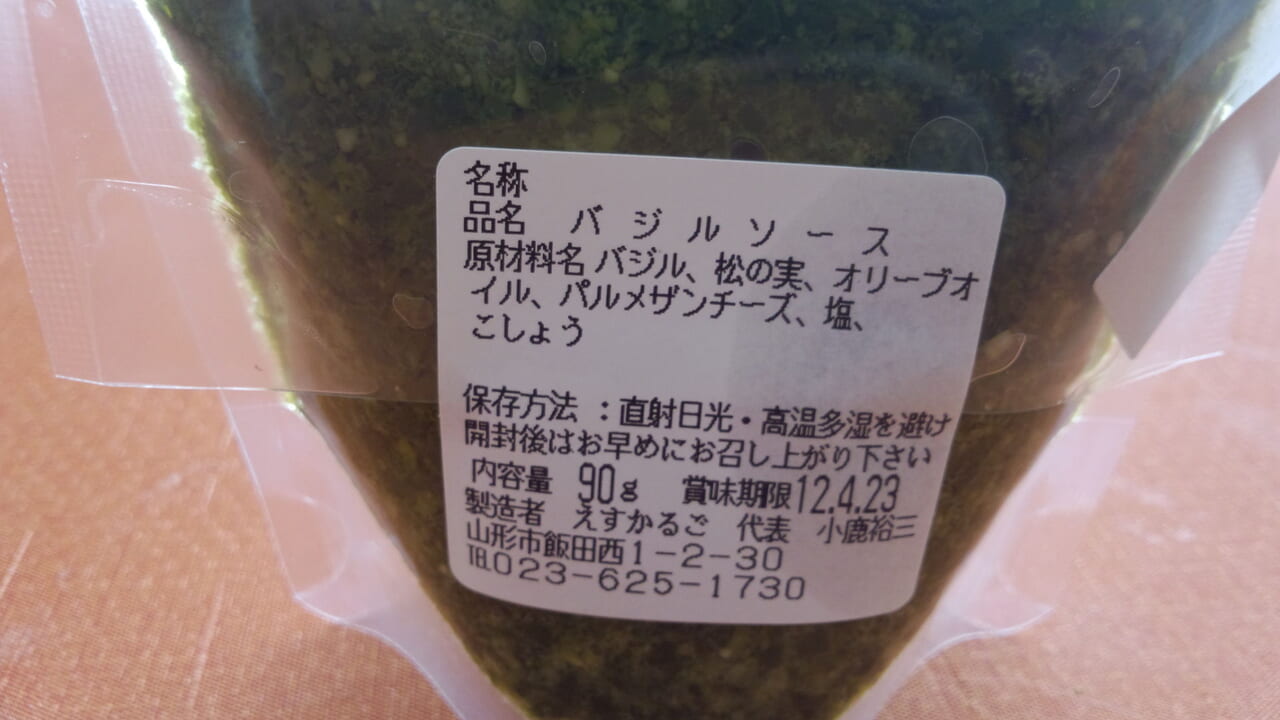 名称
品名 バジルソース
原材料名 バジル、松の実、オリーブオ
イル、パルメザンチーズ、塩、
こしょう
保存方法 ：直射日光・高温多湿を避け
開封後はお早めにお召し上がり下さい
内容量 90g 賞味期限12.4.23
製造者 えすかるご 代表 小鹿裕三
山形市飯田西1-2-30
℡023-625-1730